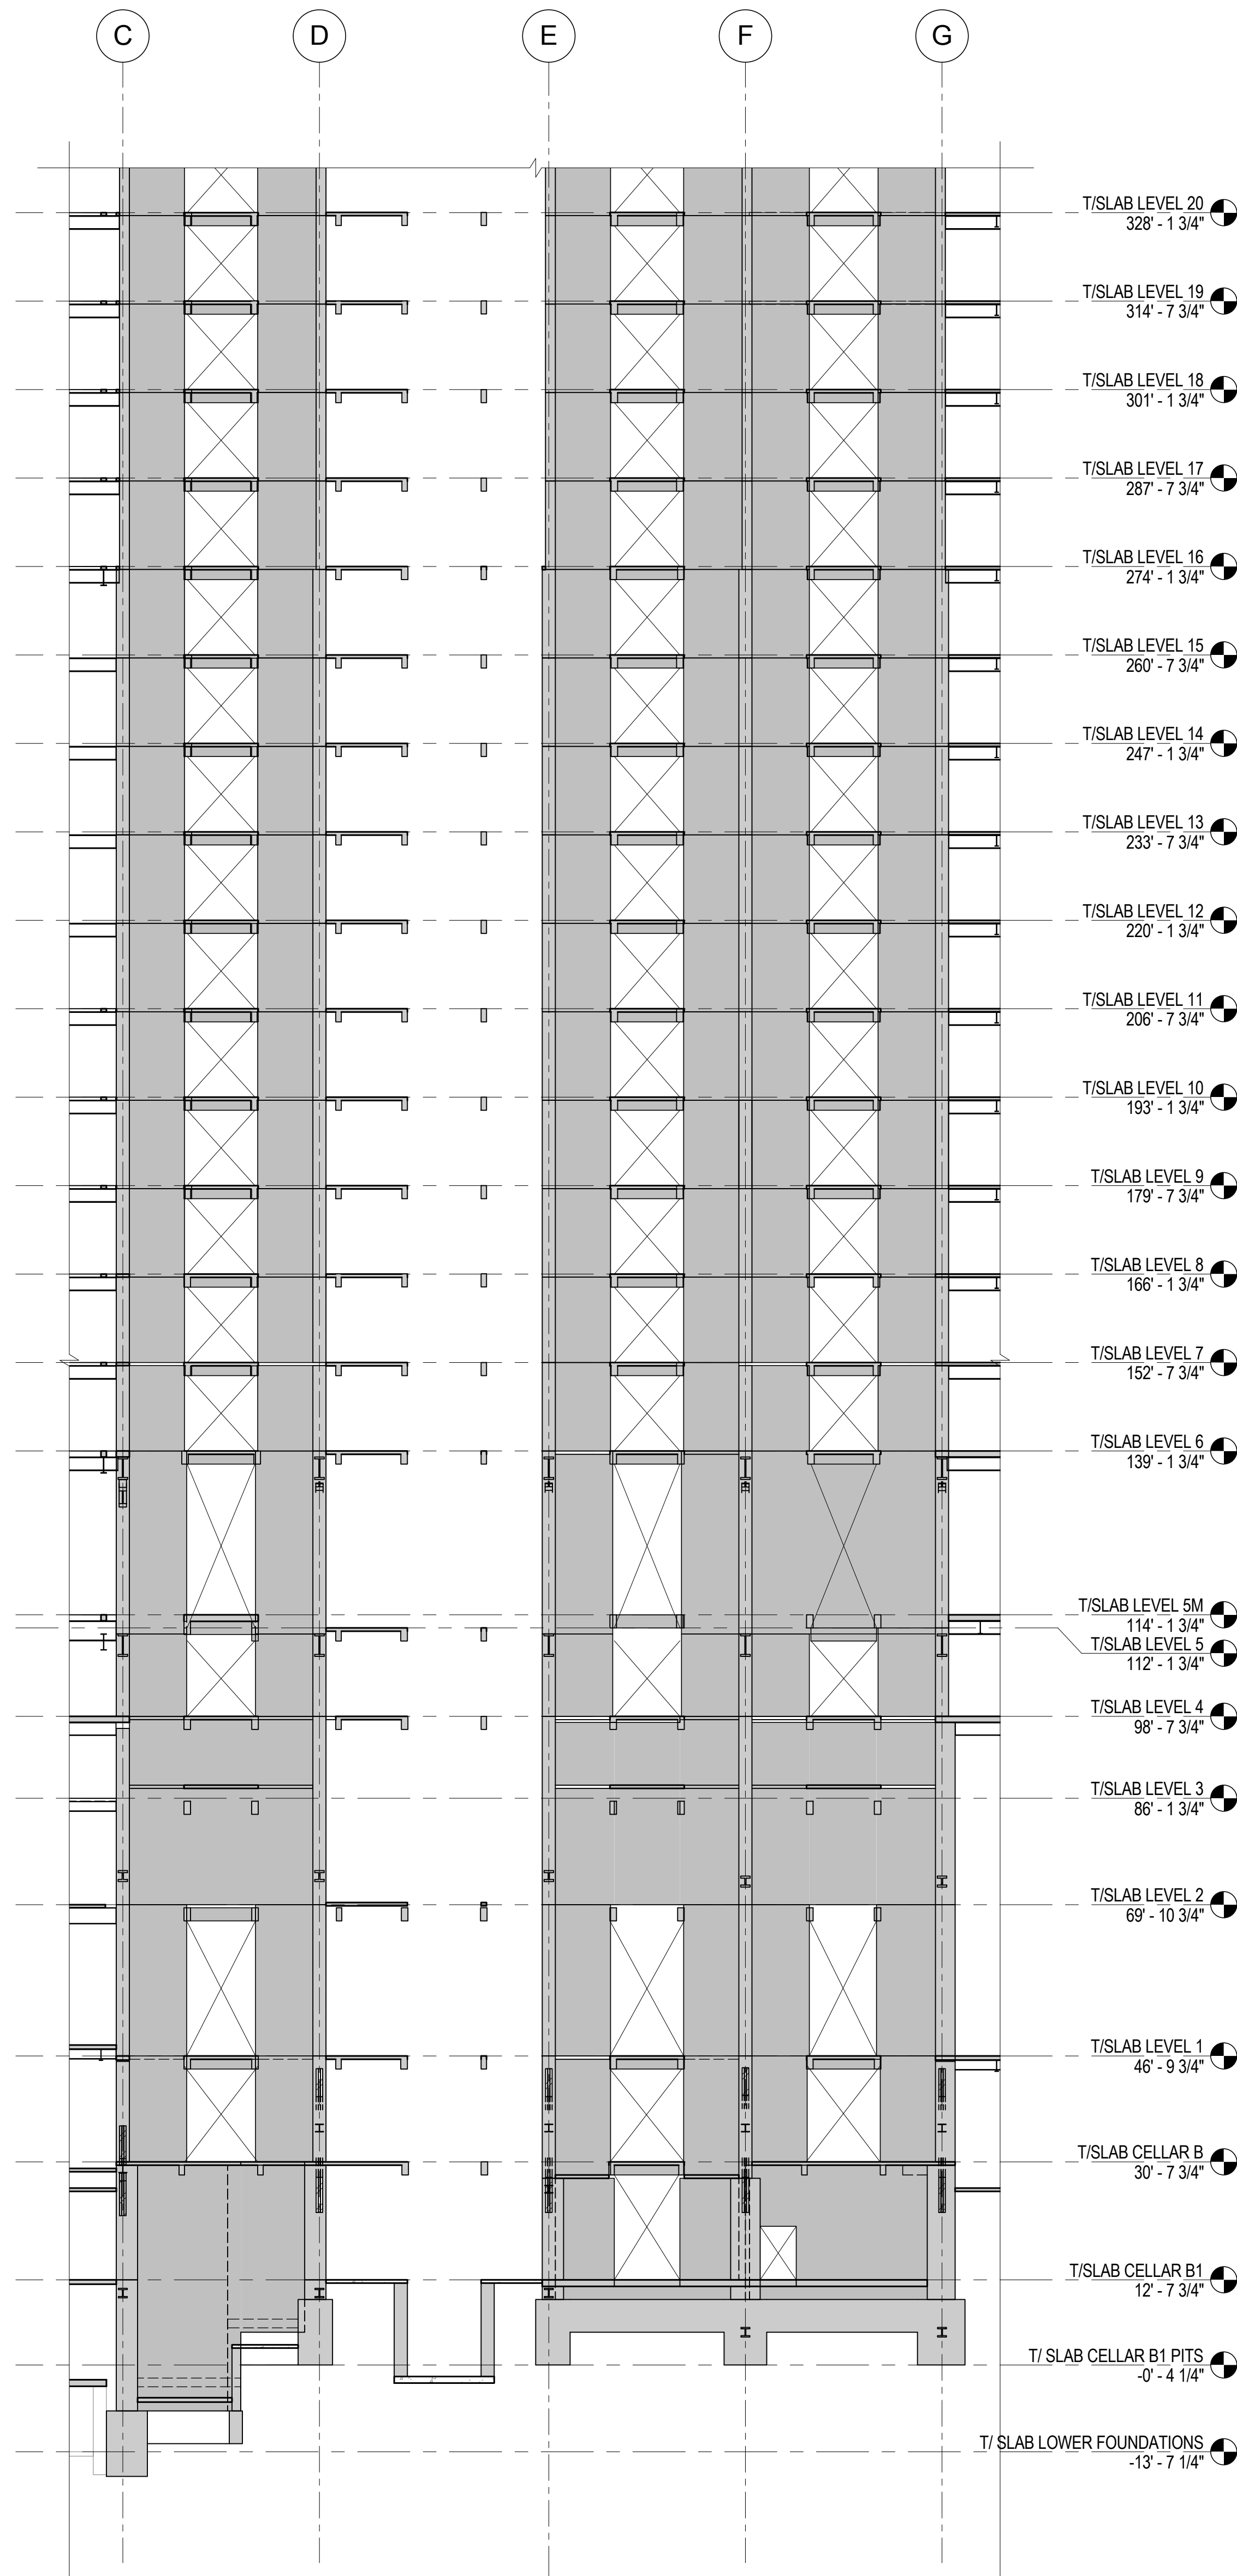 C D E F G
T/SLAB LEVEL 20
328' - 1 3/4"
T/SLAB LEVEL 19
314' - 7 3/4"
T/SLAB LEVEL 18
301' - 1 3/4"
T/SLAB LEVEL 17
287' - 7 3/4"
T/SLAB LEVEL 16
274' - 1 3/4"
T/SLAB LEVEL 15
260' - 7 3/4"
T/SLAB LEVEL 14
247' - 1 3/4"
T/SLAB LEVEL 13
233' - 7 3/4"
T/SLAB LEVEL 12
220' - 1 3/4"
T/SLAB LEVEL 11
206' - 7 3/4"
T/SLAB LEVEL 10
193' - 1 3/4"
T/SLAB LEVEL 9
179' - 7 3/4"
T/SLAB LEVEL 8
166' - 1 3/4"
T/SLAB LEVEL 7
152' - 7 3/4"
T/SLAB LEVEL 6
139' - 1 3/4"
T/SLAB LEVEL 5M
114' - 1 3/4"
T/SLAB LEVEL 5
112' - 1 3/4"
T/SLAB LEVEL 4
98' - 7 3/4"
T/SLAB LEVEL 3
86' - 1 3/4"
T/SLAB LEVEL 2
69' - 10 3/4"
T/SLAB LEVEL 1
46' - 9 3/4"
T/SLAB CELLAR B
30' - 7 3/4"
T/SLAB CELLAR B1
12' - 7 3/4"
T/ SLAB CELLAR B1 PITS
-0' - 4 1/4"
T/ SLAB LOWER FOUNDATIONS
-13' - 7 1/4"